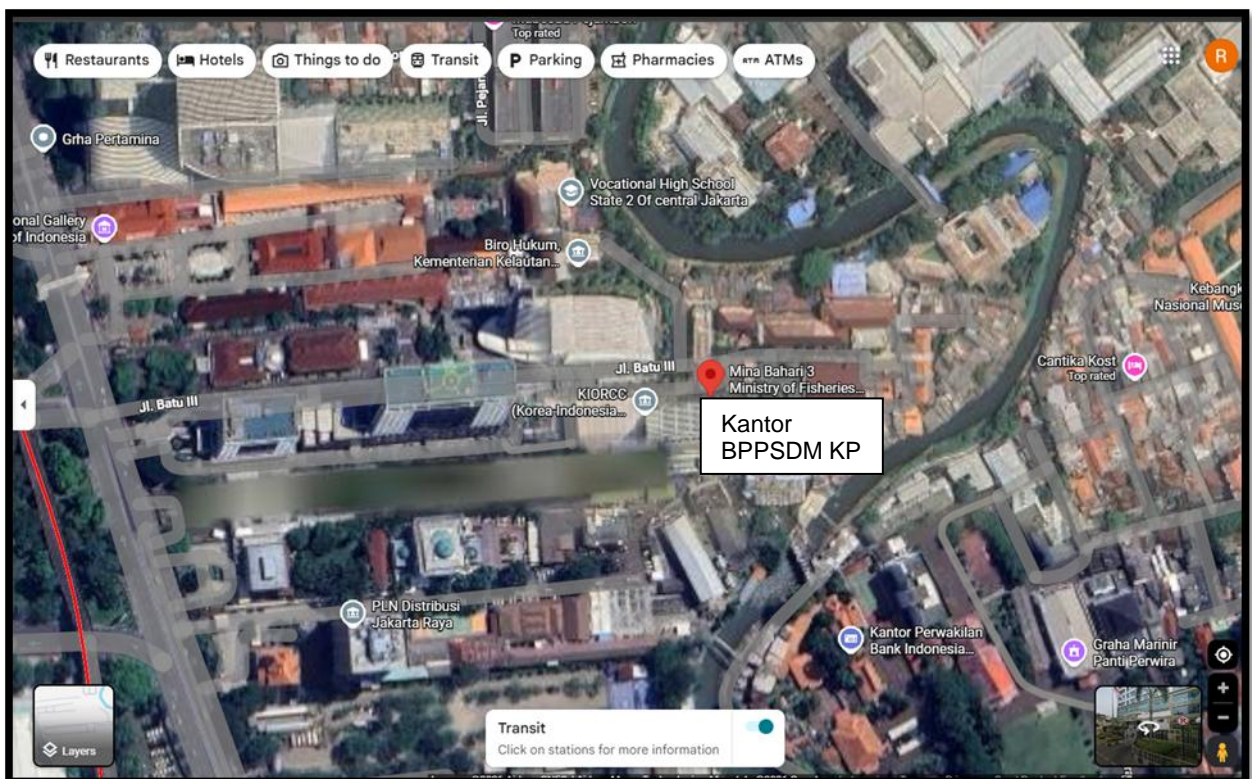 Top rated
Restaurants
Hotels
Things to do
Transit
P Parking
Pharmacies
ATM ATMs
R
Jl. Pejam
Grha Pertamina
Vocational High School
State 2 Of central Jakarta
onal Gallery
of Indonesia
Biro Hukum,
Kementerian Kelautan...
Kebangk
Nasional Mus
Jl. Batu III
Mina Bahari 3
Ministry of Fisheries...
Cantika Kost
Top rated
KIORCC
(Korea-Indonesia...
Jl. Batu III
Kantor
BPPSDM KP
PLN Distribusi
Jakarta Raya
Kantor Perwakilan
Bank Indonesia...
Graha Marinir
Panti Perwira
Layers
Transit
Click on stations for more information